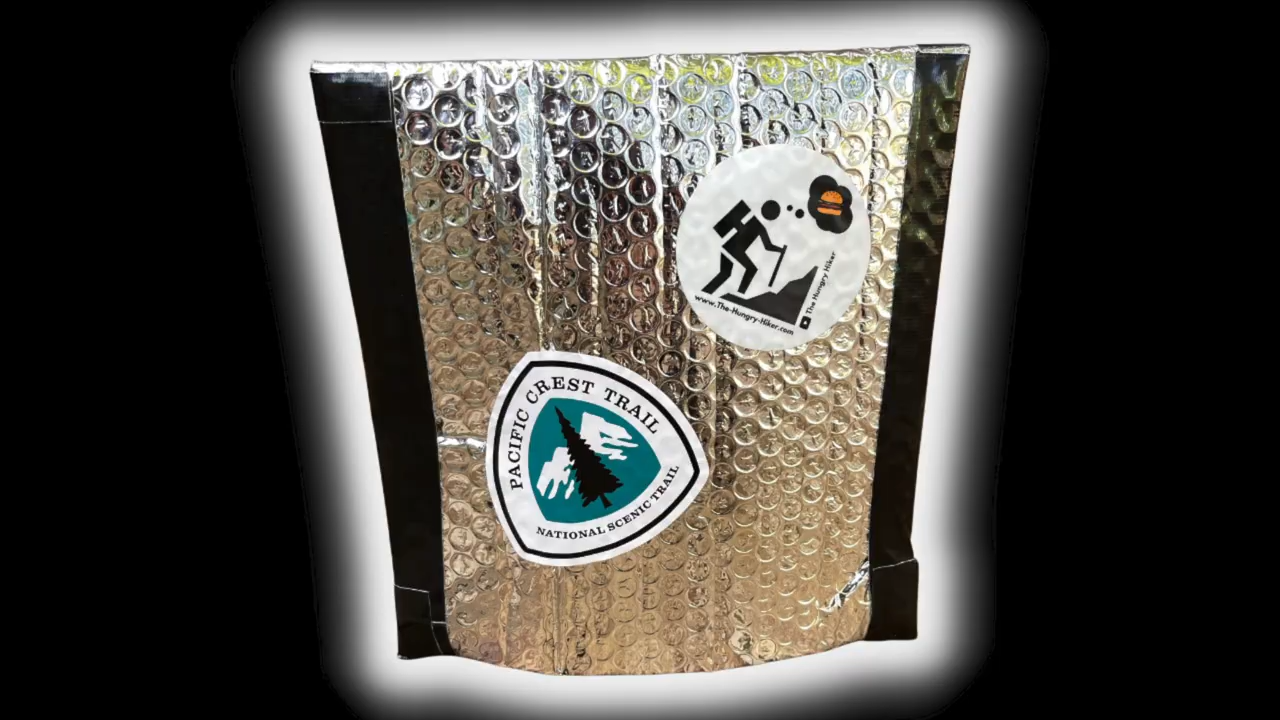 www.The-Hungry-Hiker.com
The Hungry Hiker
PACIFIC CREST TRAIL
NATIONAL SCENIC TRAIL